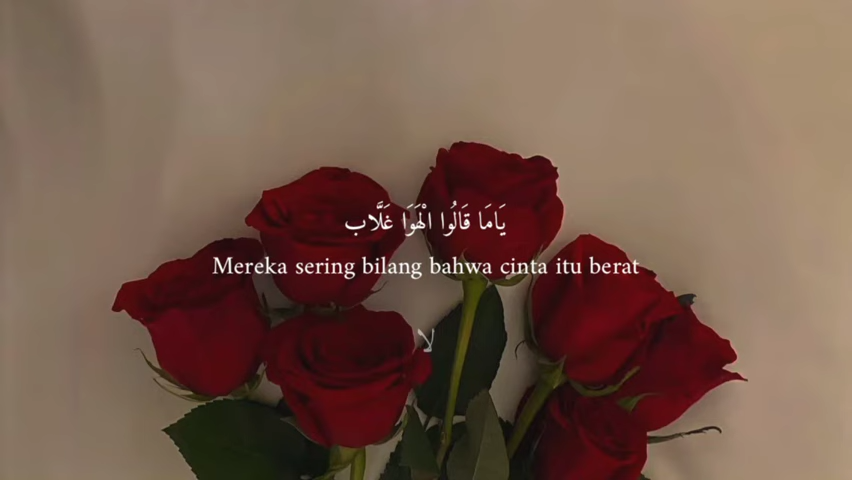 يَامَا قَالُوا الْهَوَا غَلَّاب
Mereka sering bilang bahwa cinta itu berat
لا